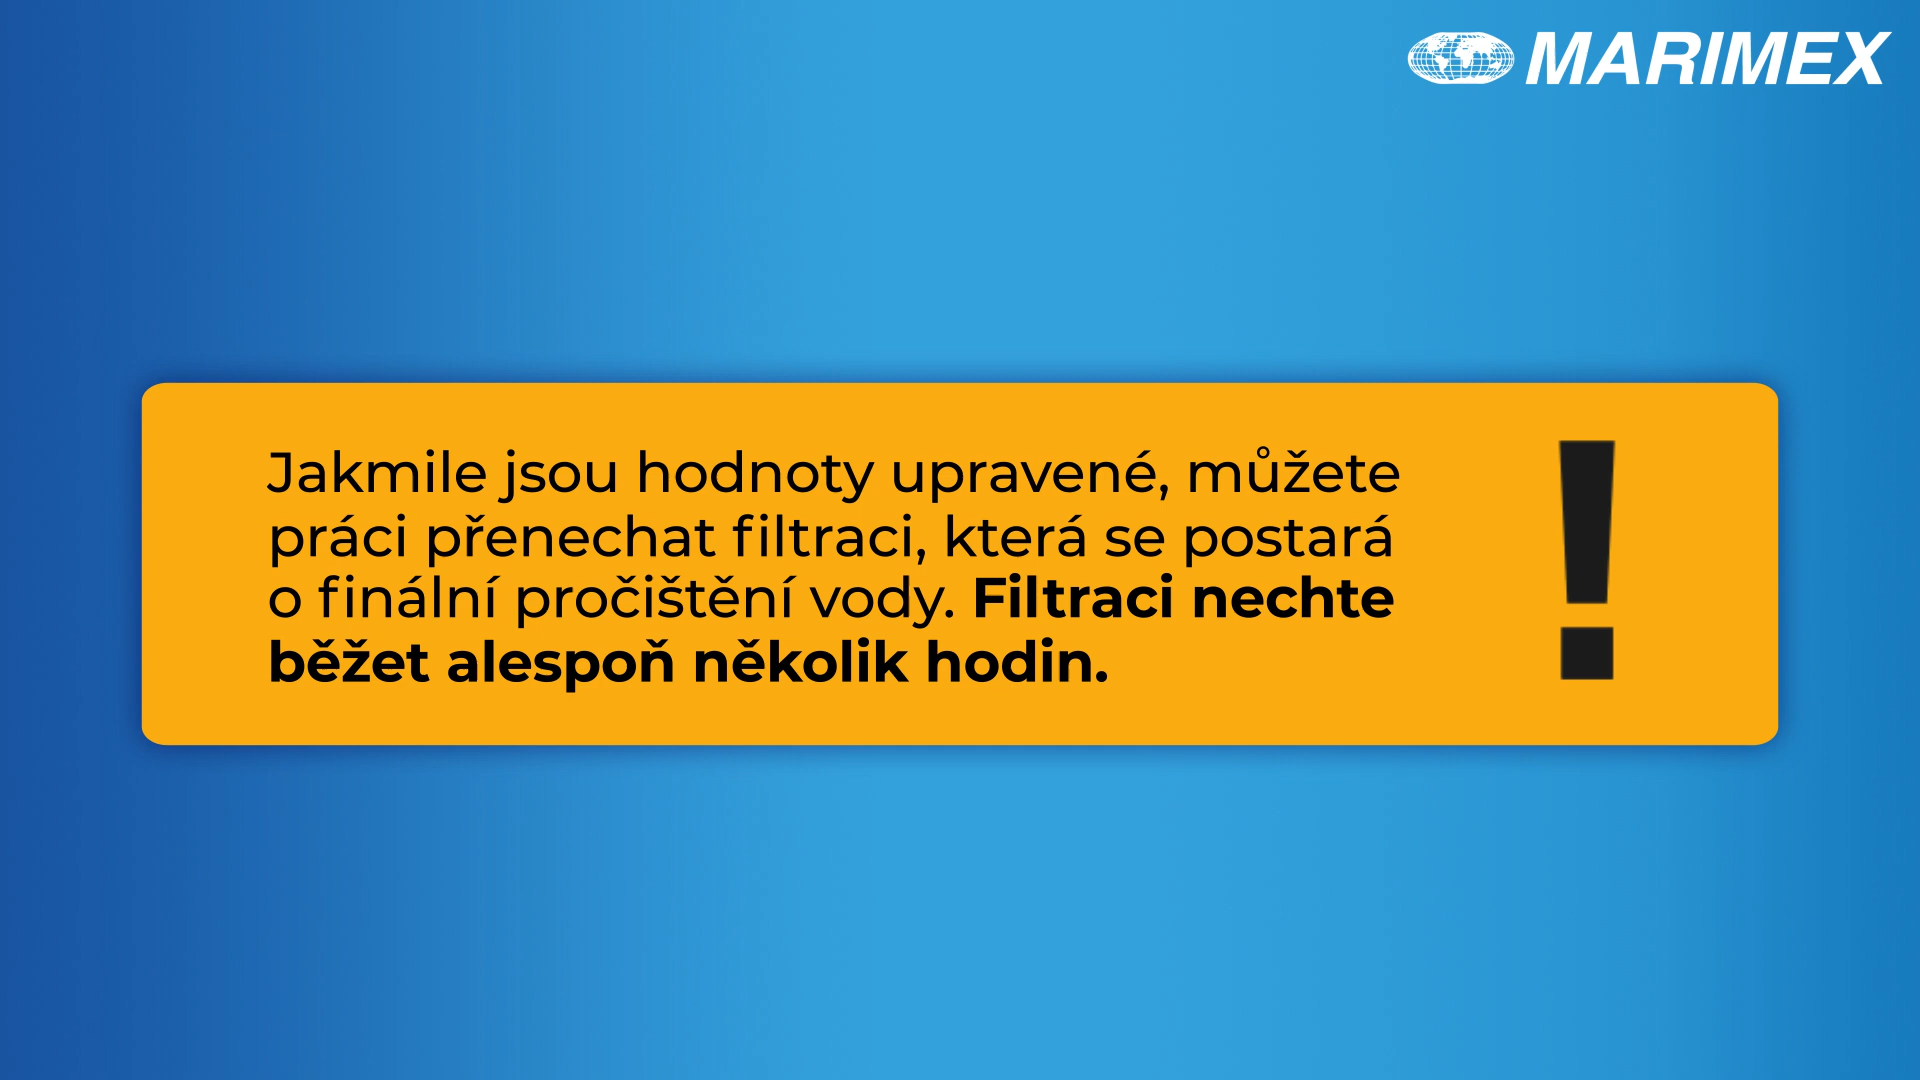 MARIMEX
Jakmile jsou hodnoty upravené, můžete
práci přenechat filtraci, která se postará
o finální pročištění vody. Filtraci nechte
běžet alespoň několik hodin.
!